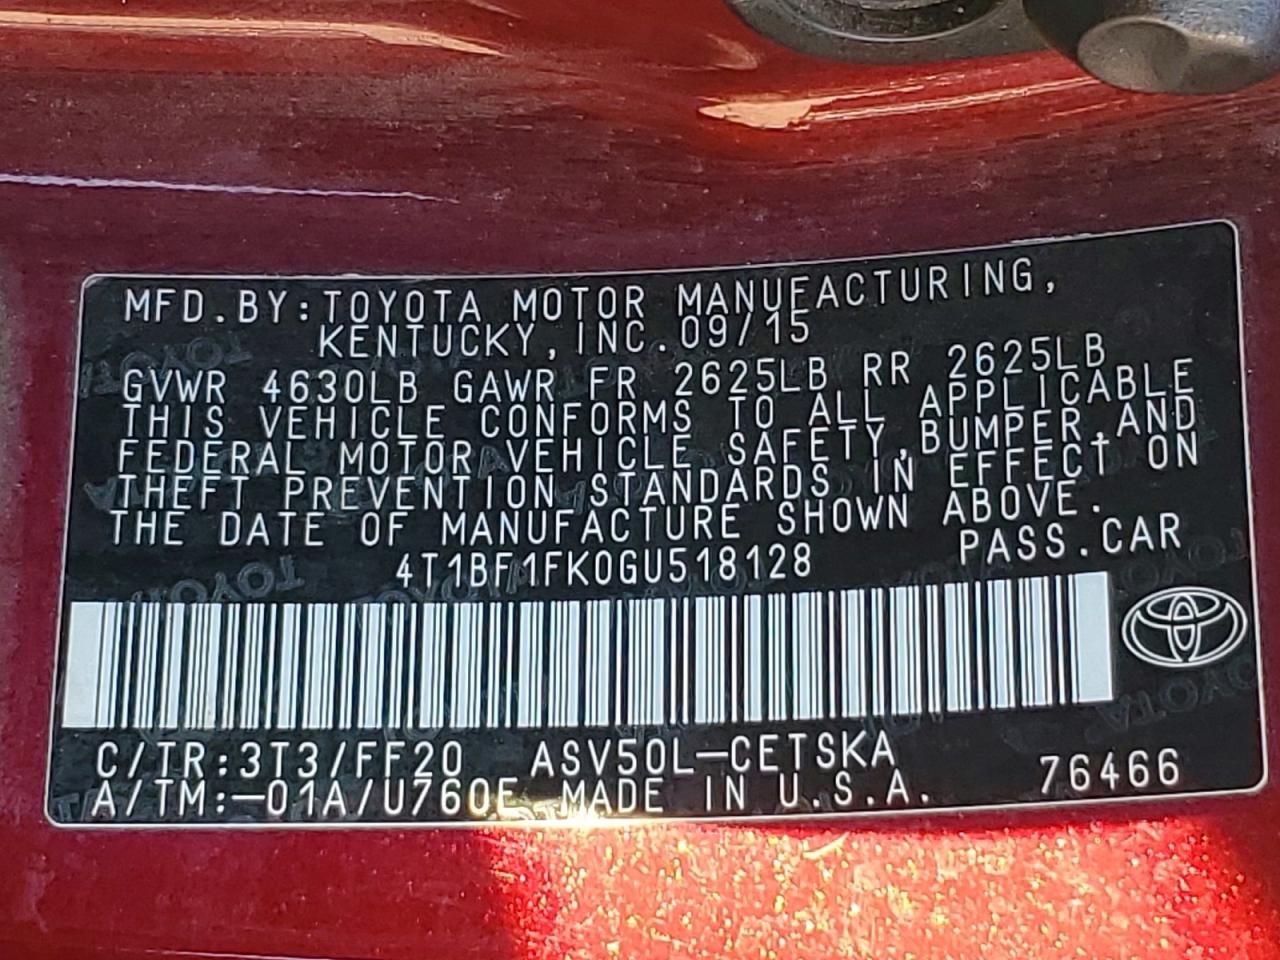 MFD.BY:TOYOTA MOTOR MANUFACTURING,
KENTUCKY,INC.09/15
GVWR 4630LB GAWR FR 2625LB RR 2625LB
THIS VEHICLE CONFORMS TO ALL APPLICABLE
FEDERAL MOTOR VEHICLE SAFETY,BUMPER,AND
THEFT PREVENTION STANDARDS IN EFFECT ON
THE DATE OF MANUFACTURE SHOWN ABOVE.
4T1BF1FK0GU518128 PASS.CAR
C/TR:3T3/FF20 ASV50L-CETSKA
A/TM:-01A/U760E MADE IN U.S.A. 76466